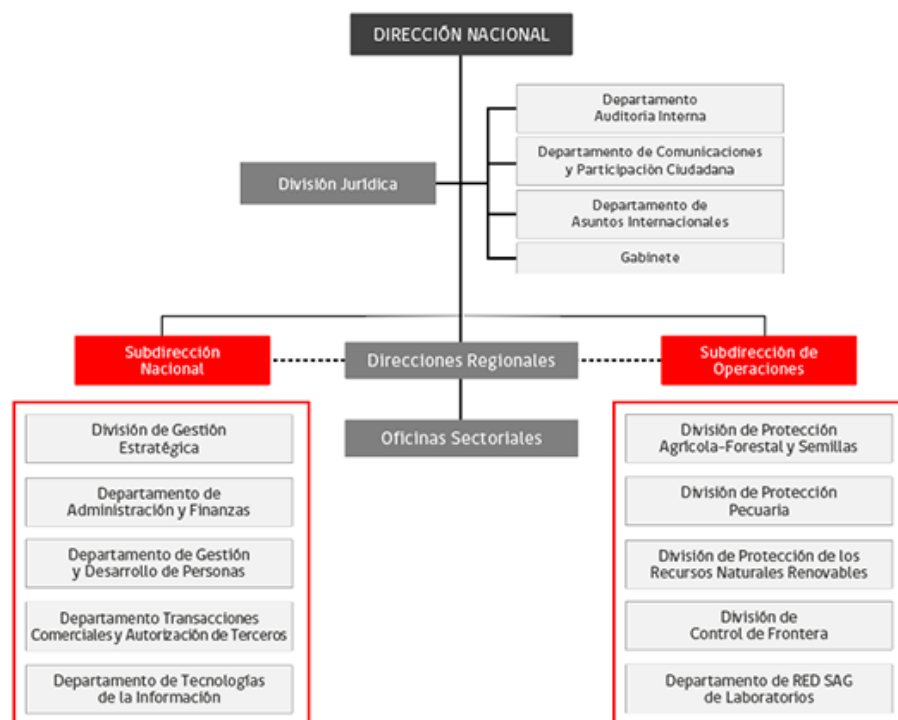 DIRECCIÓN NACIONAL
Departamento
Auditoria Interna
Departamento de Comunicaciones
y Participación Ciudadana
División Jurídica
Departamento de
Asuntos Internacionales
Gabinete
Subdirección
Nacional
Direcciones Regionales
Subdirección de
Operaciones
Oficinas Sectoriales
División de Gestión
Estratégica
Departamento de
Administración y Finanzas
Departamento de Gestión
y Desarrollo de Personas
Departamento Transacciones
Comerciales y Autorización de Terceros
Departamento de Tecnologías
de la Información
División de Protección
Agrícola-Forestal y Semillas
División de Protección
Pecuaria
División de Protección de los
Recursos Naturales Renovables
División de
Control de Frontera
Departamento de RED SAG
de Laboratorios